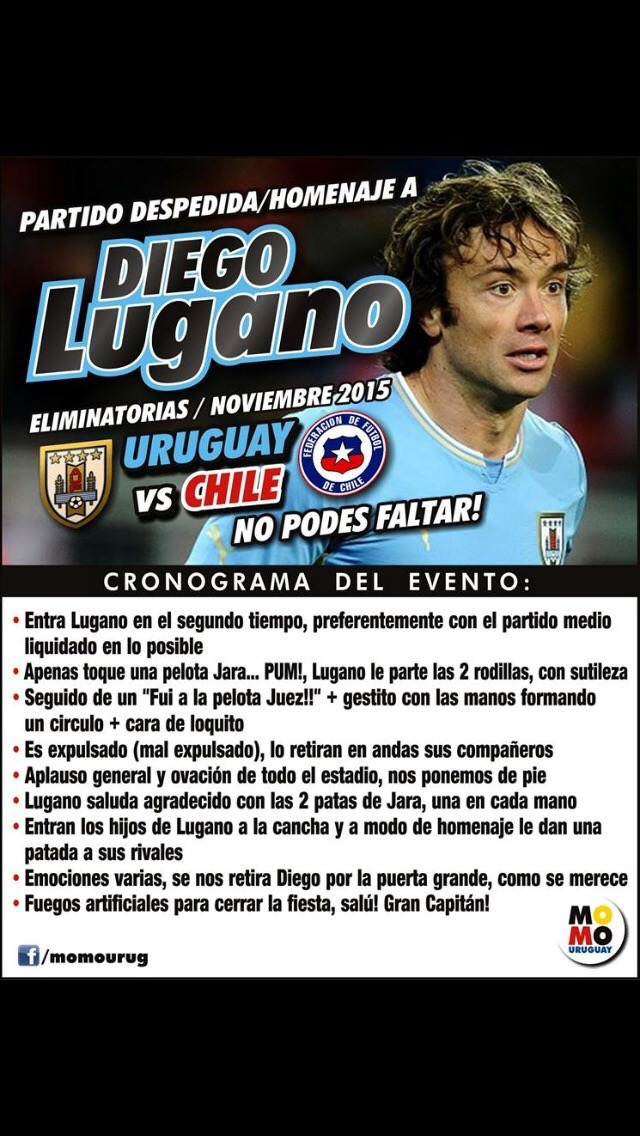 PARTIDO DESPEDIDA/HOMENAJE A
DIEGO
Lugano
ELIMINATORIAS / NOVIEMBRE 2015
URUGUAY
VS CHILE
FEDERACION DE FUTBOL
DE CHILE
NO PODES FALTAR!
CRONOGRAMA DEL EVENTO:
• Entra Lugano en el segundo tiempo, preferentemente con el partido medio
liquidado en lo posible
• Apenas toque una pelota Jara... PUM!, Lugano le parte las 2 rodillas, con sutileza
• Seguido de un "Fui a la pelota Juez!!" + gestito con las manos formando
un circulo + cara de loquito
• Es expulsado (mal expulsado), lo retiran en andas sus compañeros
• Aplauso general y ovación de todo el estadio, nos ponemos de pie
• Lugano saluda agradecido con las 2 patas de Jara, una en cada mano
• Entran los hijos de Lugano a la cancha y a modo de homenaje le dan una
patada a sus rivales
• Emociones varias, se nos retira Diego por la puerta grande, como se merece
• Fuegos artificiales para cerrar la fiesta, salú! Gran Capitán!
f/momourug
MO
MO
URUGUAY